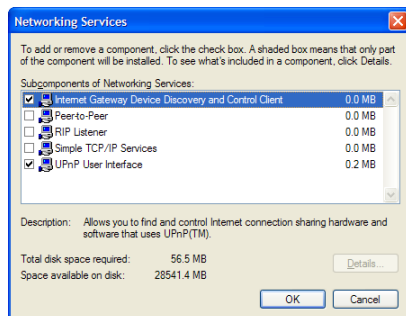 Networking Services
To add or remove a component, click the check box. A shaded box means that only part
of the component will be installed. To see what's included in a component, click Details.
Subcomponents of Networking Services:
Internet Gateway Device Discovery and Control Client 0.0 MB
Peer-to-Peer 0.0 MB
RIP Listener 0.0 MB
Simple TCP/IP Services 0.0 MB
UPnP User Interface 0.2 MB
Description: Allows you to find and control Internet connection sharing hardware and
software that uses UPnP(TM).
Total disk space required: 56.5 MB
Space available on disk: 28541.4 MB
Details...
OK Cancel